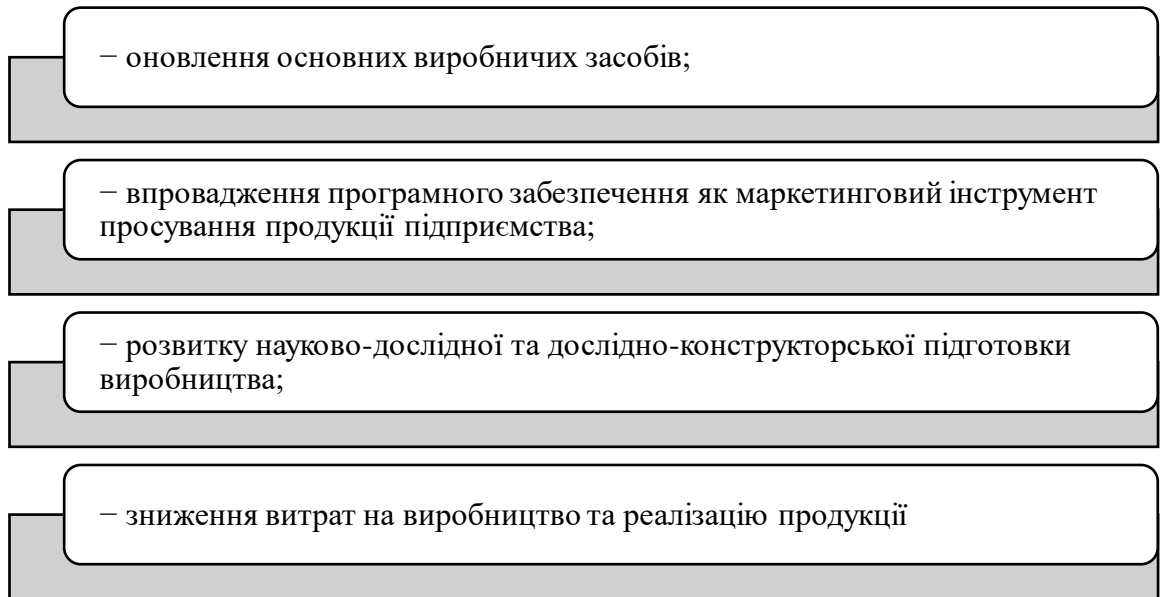 − оновлення основних виробничих засобів;
− впровадження програмного забезпечення як маркетинговий інструмент
просування продукції підприємства;
− розвитку науково-дослідної та дослідно-конструкторської підготовки
виробництва;
− зниження витрат на виробництво та реалізацію продукції